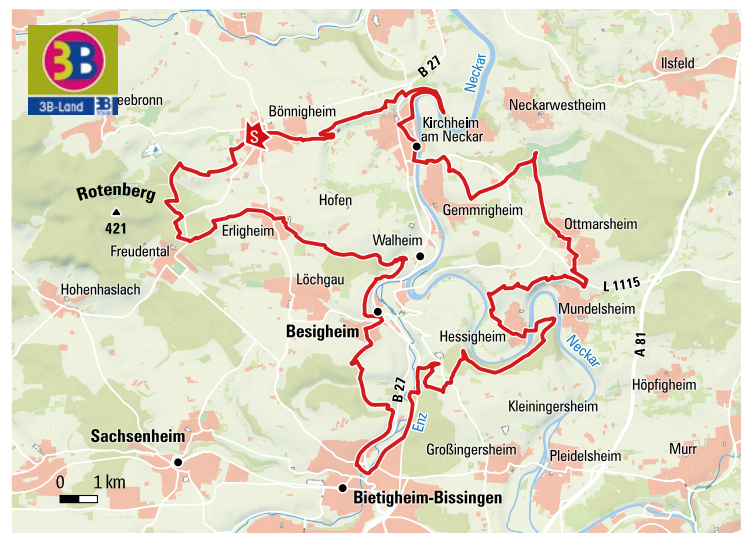 3B
3B-Land
3B
B 27
Neckar
Ilsfeld
Bönnigheim
Neckarwestheim
Kirchheim
am Neckar
S
Rotenberg
421
Hofen
Gemmrigheim
Erligheim
Ottmarsheim
Walheim
Freudental
Hohenhaslach
Löchgau
L 1115
Mundelsheim
Besigheim
Hessigheim
Neckar
A 81
B 27
Höpfigheim
Kleiningersheim
Enz
Sachsenheim
Großingersheim
Pleidelsheim
Murr
0 1 km
Bietigheim-Bissingen